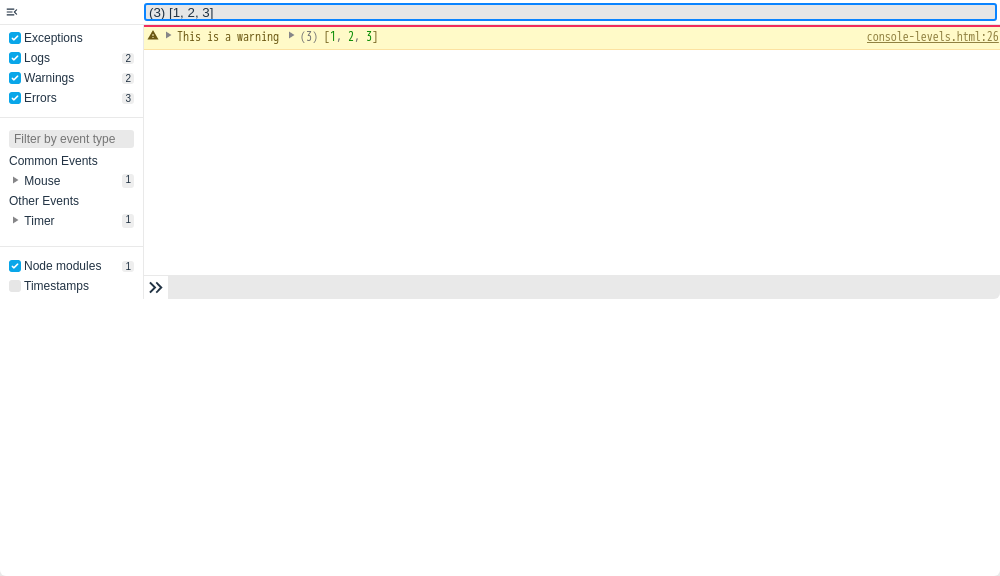 (3) [1, 2, 3]
Exceptions
Logs 2
Warnings 2
Errors 3
Filter by event type
Common Events
Mouse 1
Other Events
Timer 1
Node modules 1
Timestamps
This is a warning (3) [1, 2, 3] console-levels.html:26